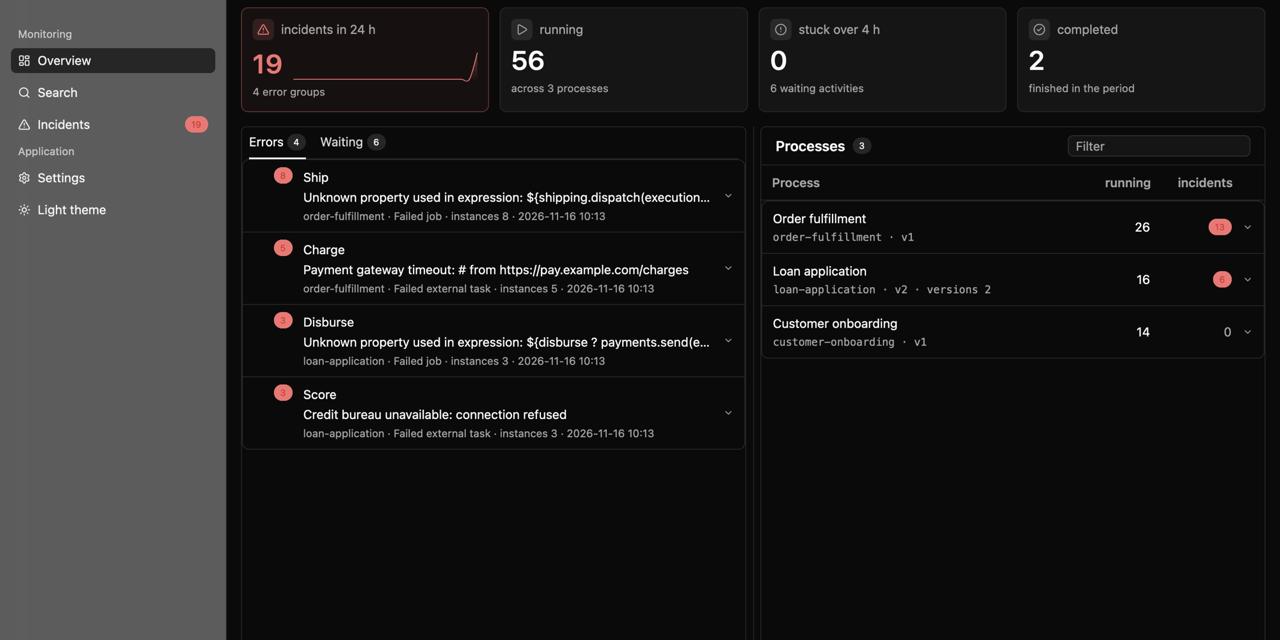 Monitoring
Overview
Search
Incidents 19
Application
Settings
Light theme
incidents in 24 h
19
4 error groups
running
56
across 3 processes
stuck over 4 h
0
6 waiting activities
completed
2
finished in the period
Errors 4 Waiting 6
8 Ship
Unknown property used in expression: ${shipping.dispatch(execution...
order-fulfillment · Failed job · instances 8 · 2026-11-16 10:13
5 Charge
Payment gateway timeout: # from https://pay.example.com/charges
order-fulfillment · Failed external task · instances 5 · 2026-11-16 10:13
3 Disburse
Unknown property used in expression: ${disburse ? payments.send(e...
loan-application · Failed job · instances 3 · 2026-11-16 10:13
3 Score
Credit bureau unavailable: connection refused
loan-application · Failed external task · instances 3 · 2026-11-16 10:13
Processes 3 Filter
Process running incidents
Order fulfillment 26 13
order-fulfillment · v1
Loan application 16 6
loan-application · v2 · versions 2
Customer onboarding 14 0
customer-onboarding · v1